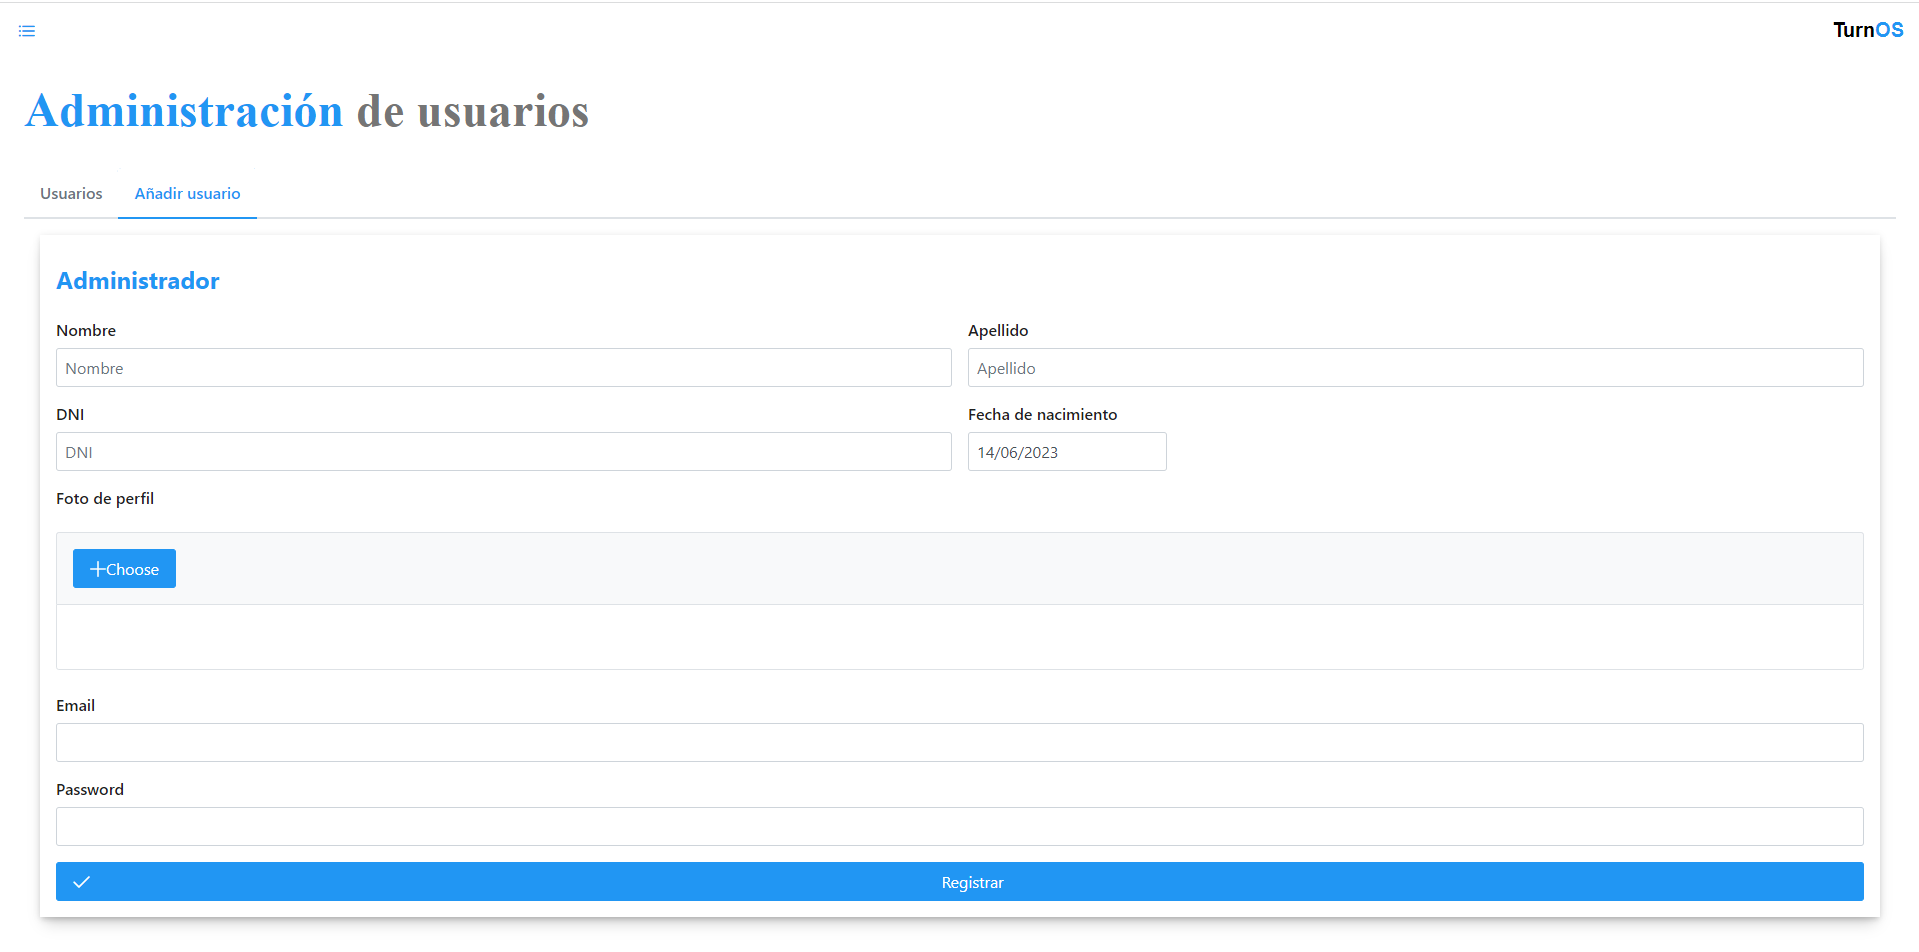 TurnOS
Administración de usuarios
Usuarios Añadir usuario
Administrador
Nombre Apellido
Nombre Apellido
DNI Fecha de nacimiento
DNI 14/06/2023
Foto de perfil
Choose
Email
Password
Registrar